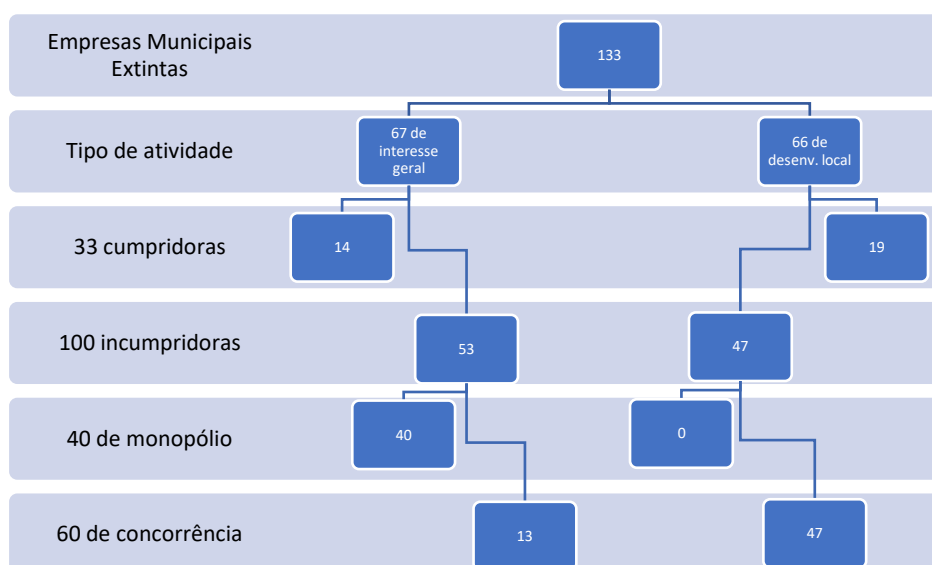 Empresas Municipais
Extintas
133
Tipo de atividade
67 de
interesse
geral
66 de
desenv. local
33 cumpridoras
14
19
100 incumpridoras
53
47
40 de monopólio
40
0
60 de concorrência
13
47